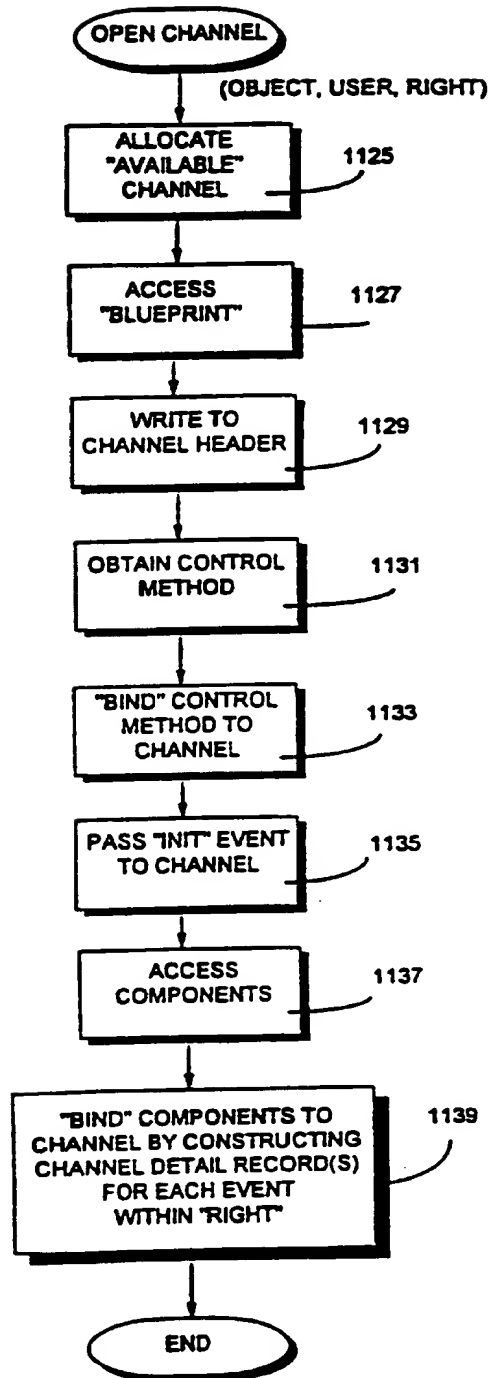 OPEN CHANNEL
(OBJECT, USER, RIGHT)
ALLOCATE
"AVAILABLE"
CHANNEL
1125
ACCESS
"BLUEPRINT"
1127
WRITE TO
CHANNEL HEADER
1129
OBTAIN CONTROL
METHOD
1131
"BIND" CONTROL
METHOD TO
CHANNEL
1133
PASS "INIT" EVENT
TO CHANNEL
1135
ACCESS
COMPONENTS
1137
"BIND" COMPONENTS TO
CHANNEL BY CONSTRUCTING
CHANNEL DETAIL RECORD(S)
FOR EACH EVENT
WITHIN "RIGHT"
1139
END